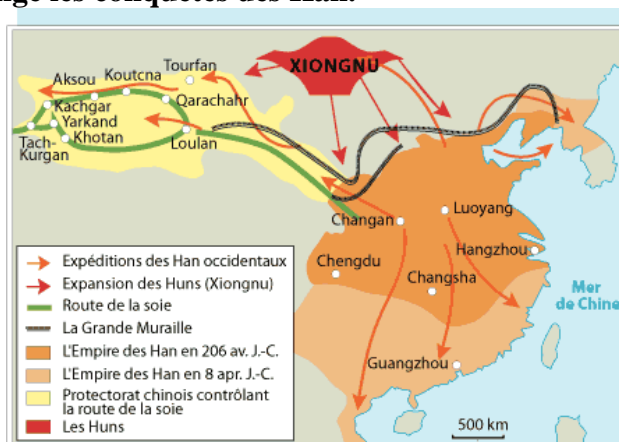 ngé les conquêtes des Han.
XIONGNU
Tourfan
Aksou
Koutcna
Qarachahr
Kachgar
Yarkand
Khotan
Tach-
Kurgan
Loulan
Changan
Luoyang
Hangzhou
Chengdu
Changsha
Mer
de Chine
Guangzhou
500 km
Expéditions des Han occidentaux
Expansion des Huns (Xiongnu)
Route de la soie
La Grande Muraille
L'Empire des Han en 206 av. J.-C.
L'Empire des Han en 8 apr. J.-C.
Protectorat chinois contrôlant
la route de la soie
Les Huns